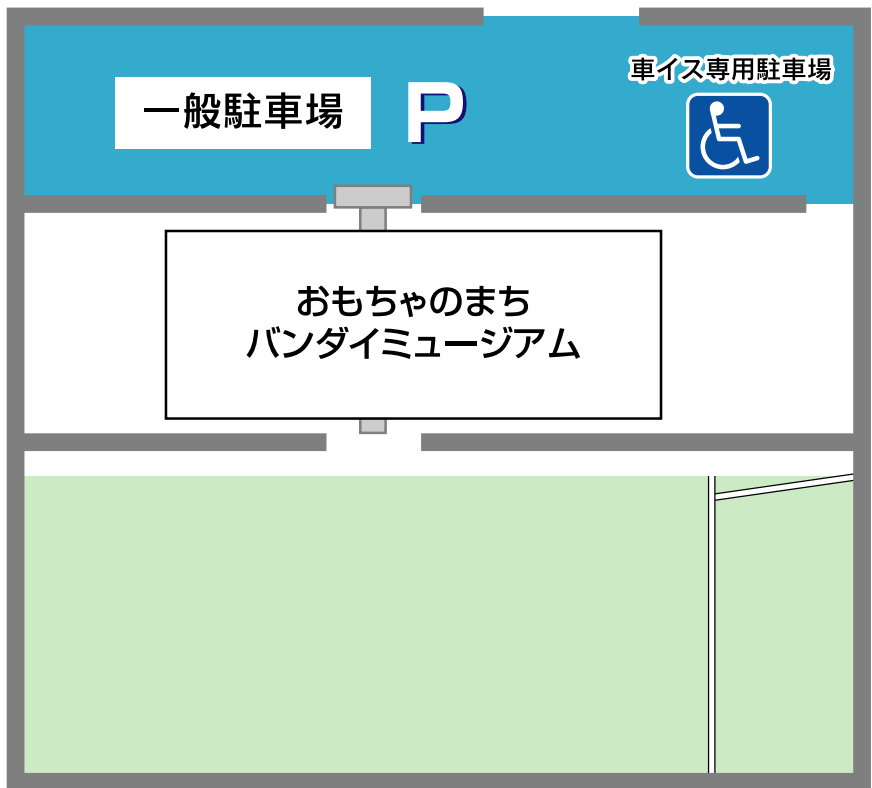 一般駐車場
P
車イス専用駐車場
おもちゃのまち
バンダイミュージアム